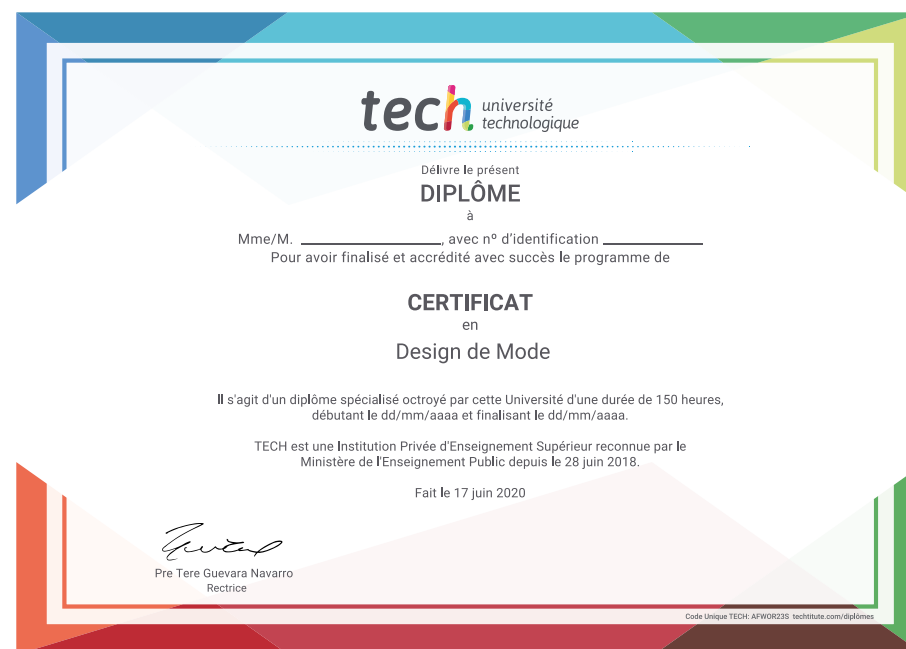 tech université
technologique
Délivre le présent
DIPLÔME
à
Mme/M. ____________________, avec nº d'identification ______________
Pour avoir finalisé et accrédité avec succès le programme de
CERTIFICAT
en
Design de Mode
Il s'agit d'un diplôme spécialisé octroyé par cette Université d'une durée de 150 heures,
débutant le dd/mm/aaaa et finalisant le dd/mm/aaaa.
TECH est une Institution Privée d'Enseignement Supérieur reconnue par le
Ministère de l'Enseignement Public depuis le 28 juin 2018.
Fait le 17 juin 2020
Pre Tere Guevara Navarro
Rectrice
Code Unique TECH: AFWOR23S techtitute.com/diplômes